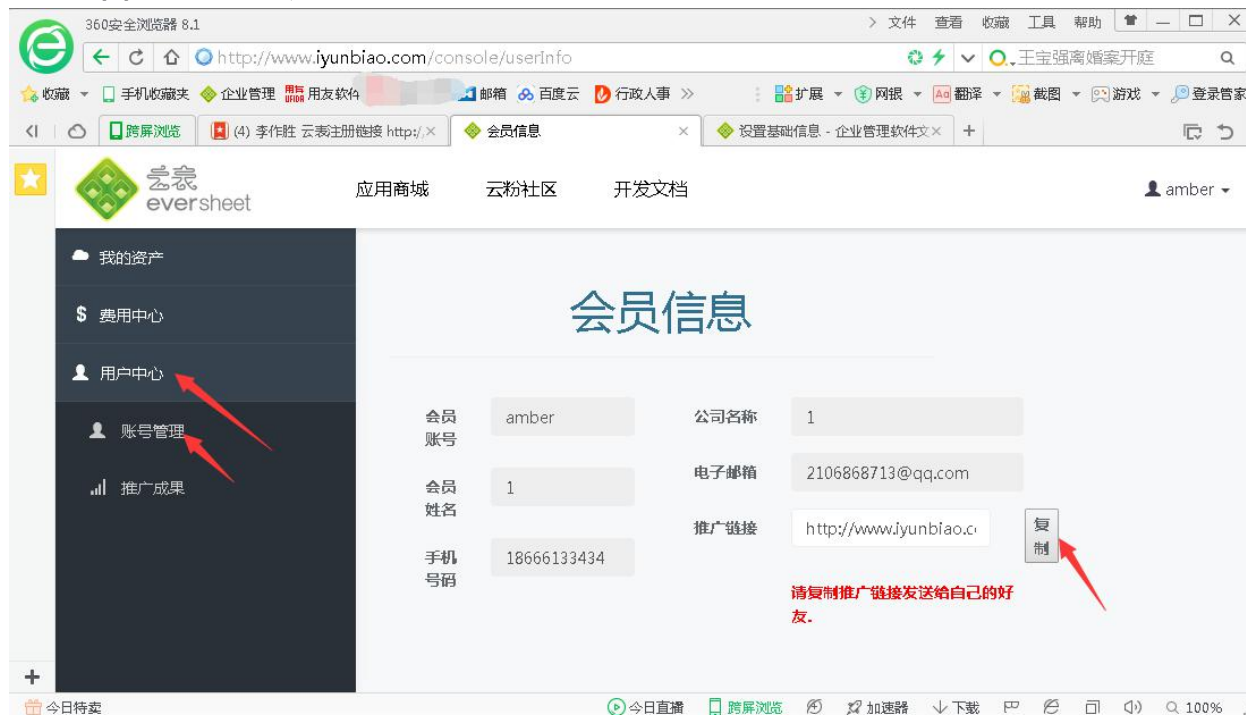 360安全浏览器 8.1
文件 查看 收藏 工具 帮助
http://www.iyunbiao.com/console/userInfo
王宝强离婚案开庭
收藏 手机收藏夹 企业管理 用友软件 邮箱 百度云 行政人事 扩展 网银 翻译 截图 游戏 登录管家
跨屏浏览 (4) 李作胜 云表注册链接 http:/ 会员信息 设置基础信息 - 企业管理软件文
云表
eversheet
应用商城 云粉社区 开发文档
amber
我的资产
费用中心
用户中心
账号管理
推广成果
会员信息
会员账号 amber
公司名称 1
会员姓名 1
电子邮箱 2106868713@qq.com
手机号码 18666133434
推广链接 http://www.iyunbiao.c
复制
请复制推广链接发送给自己的好
友.
今日特卖
今日直播 跨屏浏览 加速器 下载 100%